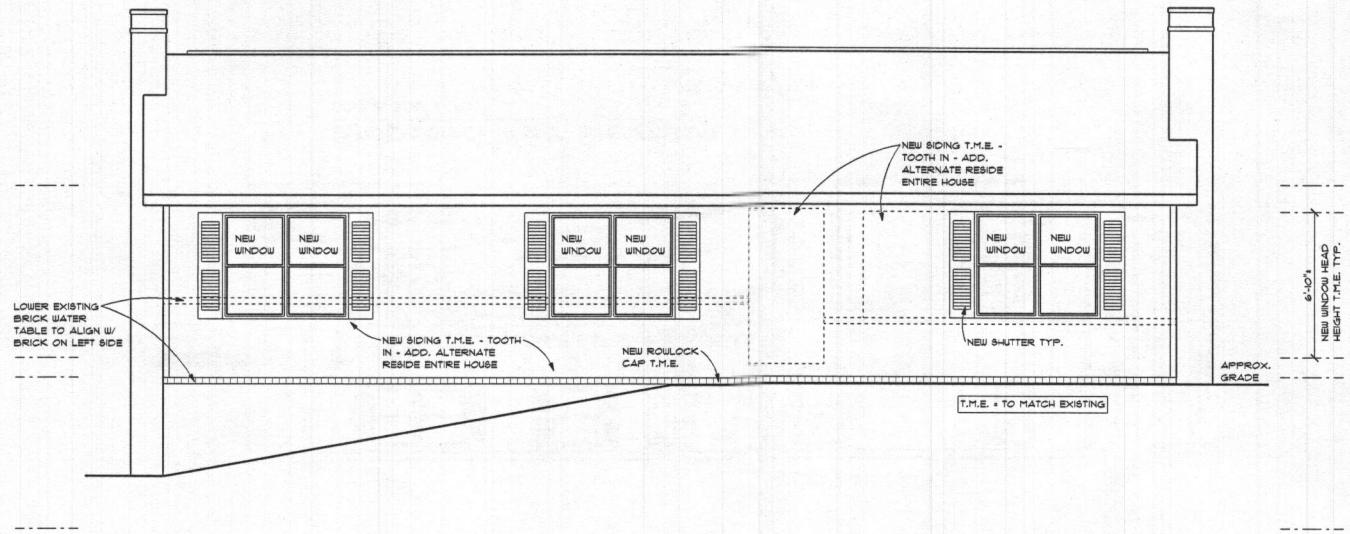 NEW SIDING T.M.E. -
TOOTH IN - ADD.
ALTERNATE RESIDE
ENTIRE HOUSE
NEW
WINDOW
NEW
WINDOW
NEW
WINDOW
NEW
WINDOW
NEW
WINDOW
NEW
WINDOW
6'-10"±
NEW WINDOW HEAD
HEIGHT T.M.E. TYP.
LOWER EXISTING
BRICK WATER
TABLE TO ALIGN W/
BRICK ON LEFT SIDE
NEW SIDING T.M.E. - TOOTH
IN - ADD. ALTERNATE
RESIDE ENTIRE HOUSE
NEW ROWLOCK
CAP T.M.E.
NEW SHUTTER TYP.
APPROX.
GRADE
T.M.E. = TO MATCH EXISTING